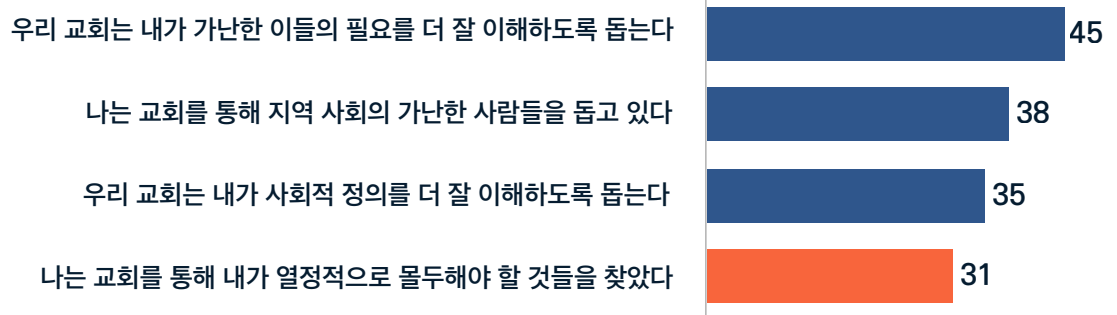 우리 교회는 내가 가난한 이들의 필요를 더 잘 이해하도록 돕는다 45
나는 교회를 통해 지역 사회의 가난한 사람들을 돕고 있다 38
우리 교회는 내가 사회적 정의를 더 잘 이해하도록 돕는다 35
나는 교회를 통해 내가 열정적으로 몰두해야 할 것들을 찾았다 31